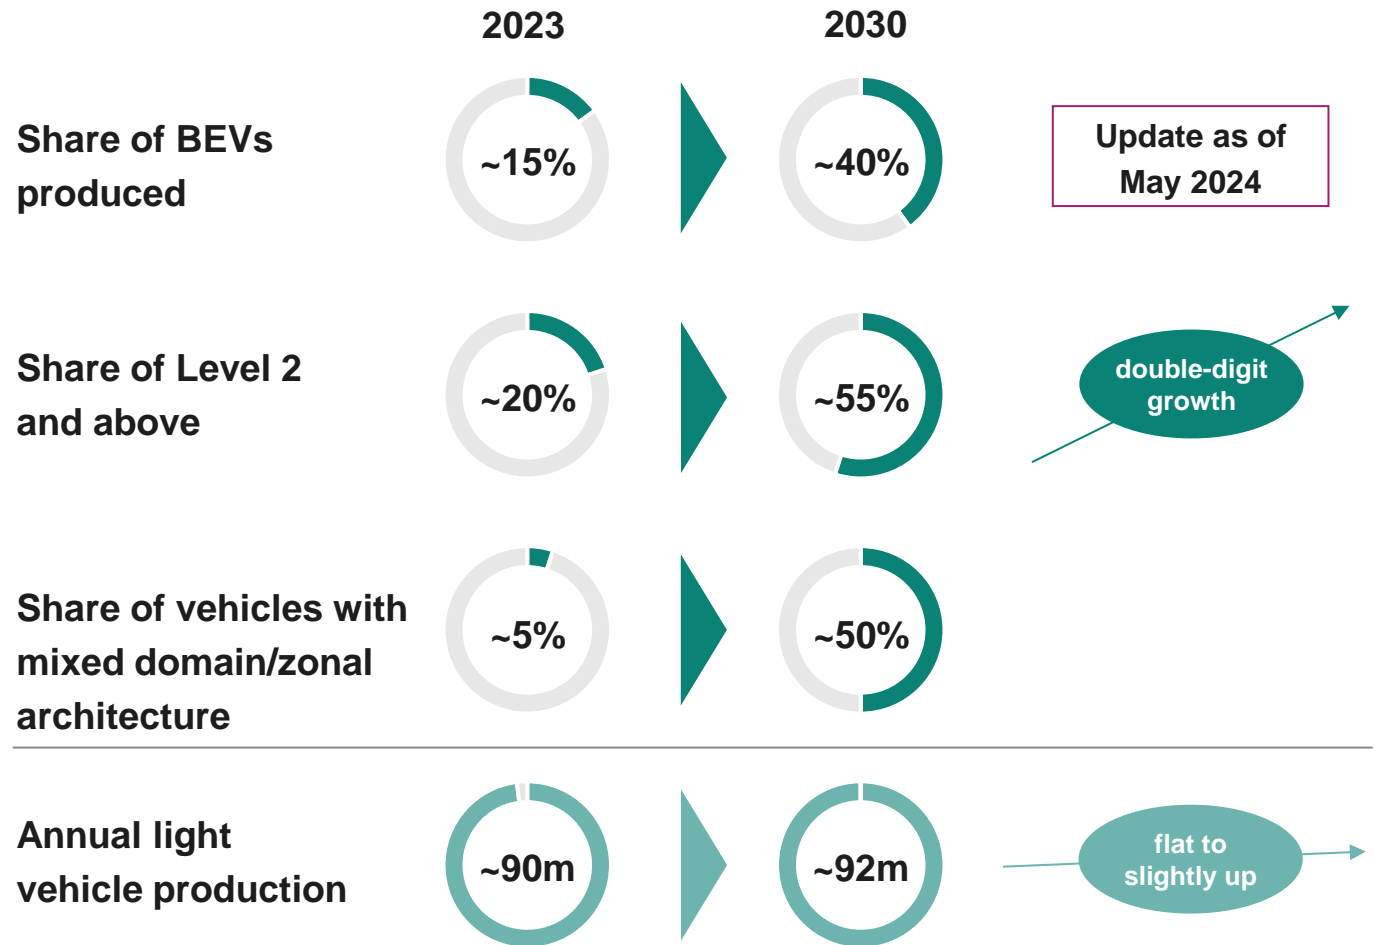 2023
2030
Share of BEVs
produced
~15%
~40%
Update as of
May 2024
Share of Level 2
and above
~20%
~55%
double-digit
growth
Share of vehicles with
mixed domain/zonal
architecture
~5%
~50%
Annual light
vehicle production
~90m
~92m
flat to
slightly up